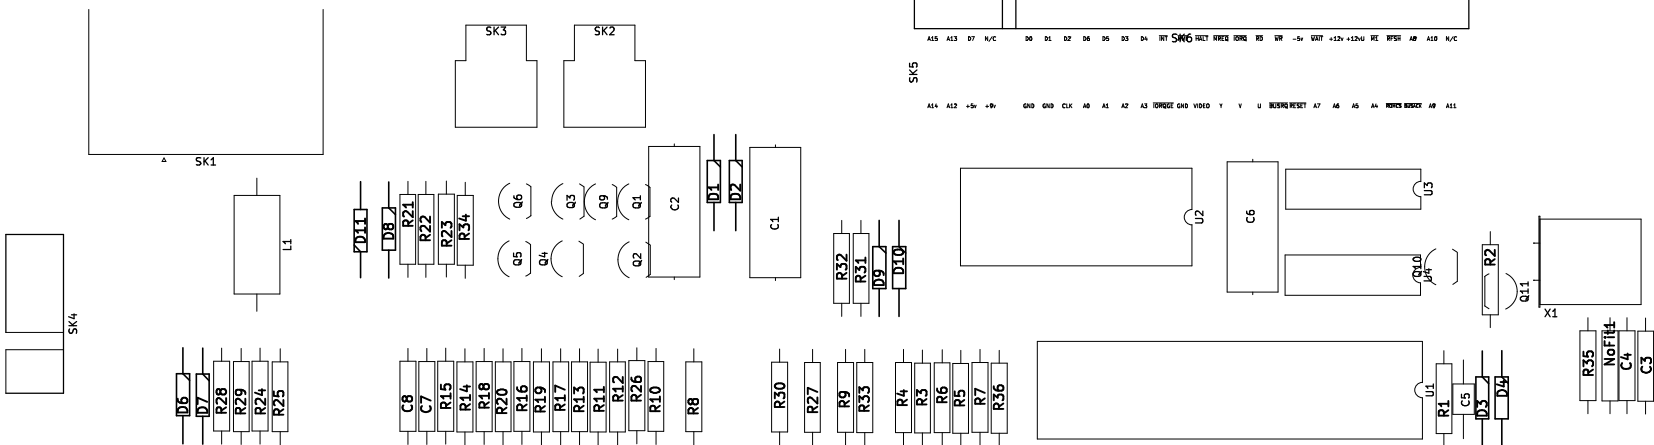 SK3
SK2
SK6
A15 A13 D7 N/C D0 D1 D2 D6 D5 D3 D4 INT HALT MREQ IORQ RD WR -5v WAIT +12v +12vU M1 RFSH A8 A10 N/C
SK5
A14 A12 +5v +9v GND GND CLK A0 A1 A2 A3 IORQGE GND VIDEO Y V U BUSRQ RESET A7 A6 A5 A4 ROMCS BUSACK A9 A11
SK1
L1
D11
D8
R21
R22
R23
R34
Q6
Q3
Q9
Q1
Q5
Q4
Q2
C2
D1
D2
C1
R32
R31
D9
D10
U2
C6
U3
U4
Q10
R2
Q11
X1
SK4
D6
D7
R28
R29
R24
R25
C8
C7
R15
R14
R18
R20
R16
R19
R17
R13
R11
R12
R26
R10
R8
R30
R27
R9
R33
R4
R3
R6
R5
R7
R36
U1
R1
C5
D3
D4
R35
NoFit1
C4
C3